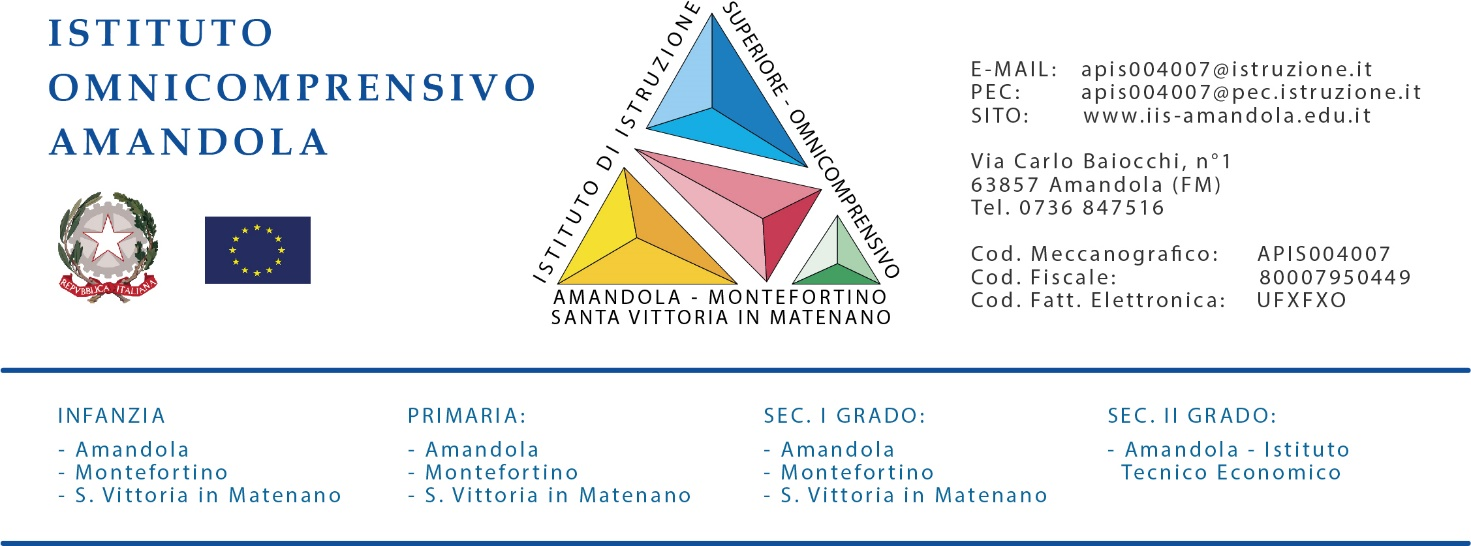 ISTITUTO
OMNICOMPRENSIVO
AMANDOLA
REPVBBLICA ITALIANA
ISTITUTO DI ISTRUZIONE
SUPERIORE - OMNICOMPRENSIVO
AMANDOLA - MONTEFORTINO
SANTA VITTORIA IN MATENANO
E-MAIL: apis004007@istruzione.it
PEC: apis004007@pec.istruzione.it
SITO: www.iis-amandola.edu.it
Via Carlo Baiocchi, n°1
63857 Amandola (FM)
Tel. 0736 847516
Cod. Meccanografico: APIS004007
Cod. Fiscale: 80007950449
Cod. Fatt. Elettronica: UFXFXO
INFANZIA
- Amandola
- Montefortino
- S. Vittoria in Matenano
PRIMARIA:
- Amandola
- Montefortino
- S. Vittoria in Matenano
SEC. I GRADO:
- Amandola
- Montefortino
- S. Vittoria in Matenano
SEC. II GRADO:
- Amandola - Istituto
Tecnico Economico